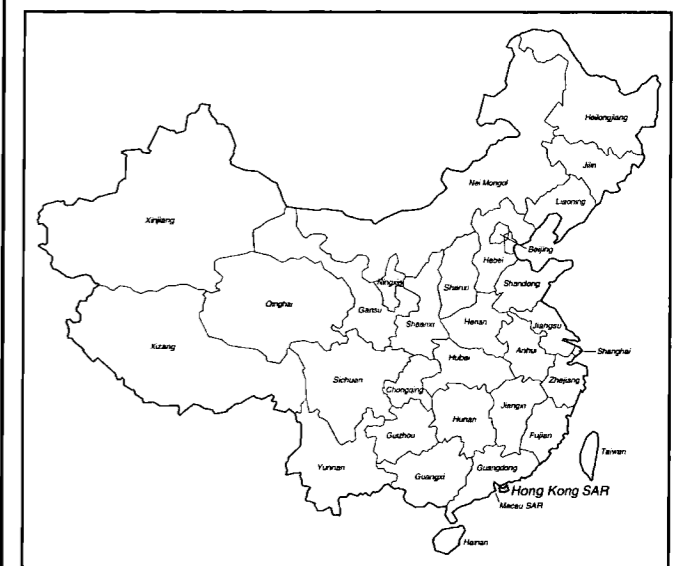 Heilongjiang
Jilin
Nei Mongol
Liaoning
Xinjiang
Beijing
Hebei
Ningxia
Shanxi
Shandong
Qinghai
Gansu
Shaanxi
Henan
Jiangsu
Xizang
Anhui
Shanghai
Hubei
Sichuan
Chongqing
Zhejiang
Hunan
Jiangxi
Guizhou
Fujian
Taiwan
Yunnan
Guangxi
Guangdong
Hong Kong SAR
Macau SAR
Hainan